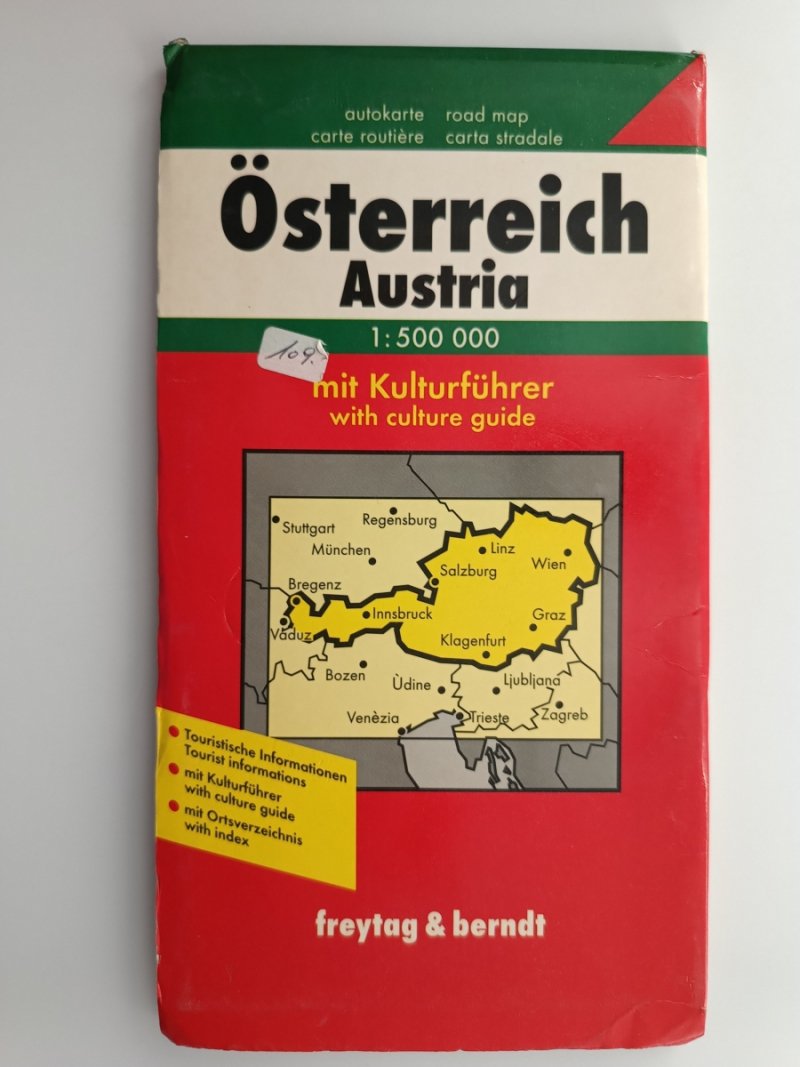 autokarte road map
carte routière carta stradale
Österreich
Austria
1:500 000
109.-
mit Kulturführer
with culture guide
Stuttgart
Regensburg
München
Linz
Wien
Salzburg
Bregenz
Innsbruck
Graz
Vaduz
Klagenfurt
Bozen
Ùdine
Ljubljana
Venèzia
Trieste
Zagreb
Touristische Informationen
Tourist informations
mit Kulturführer
with culture guide
mit Ortsverzeichnis
with index
freytag & berndt